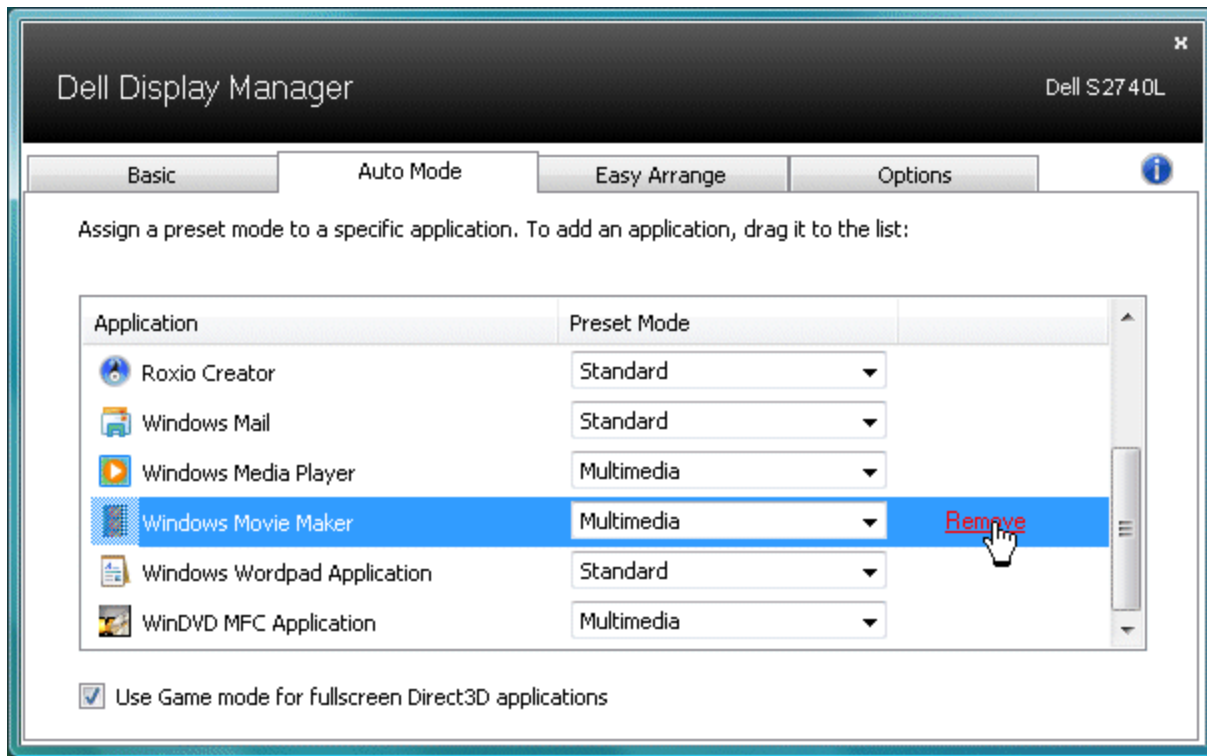 x
Dell Display Manager
Dell S2740L
Basic
Auto Mode
Easy Arrange
Options
i
Assign a preset mode to a specific application. To add an application, drag it to the list:
Application Preset Mode
Roxio Creator Standard
Windows Mail Standard
Windows Media Player Multimedia
Windows Movie Maker Multimedia Remove
Windows Wordpad Application Standard
WinDVD MFC Application Multimedia
Use Game mode for fullscreen Direct3D applications